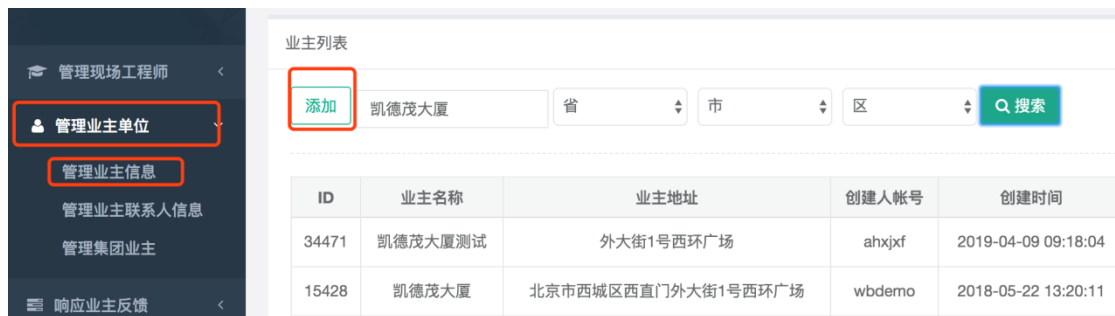 管理现场工程师
管理业主单位
管理业主信息
管理业主联系人信息
管理集团业主
响应业主反馈
业主列表
添加 凯德茂大厦 省 市 区 搜索
ID 业主名称 业主地址 创建人帐号 创建时间
34471 凯德茂大厦测试 外大街1号西环广场 ahxjxf 2019-04-09 09:18:04
15428 凯德茂大厦 北京市西城区西直门外大街1号西环广场 wbdemo 2018-05-22 13:20:11